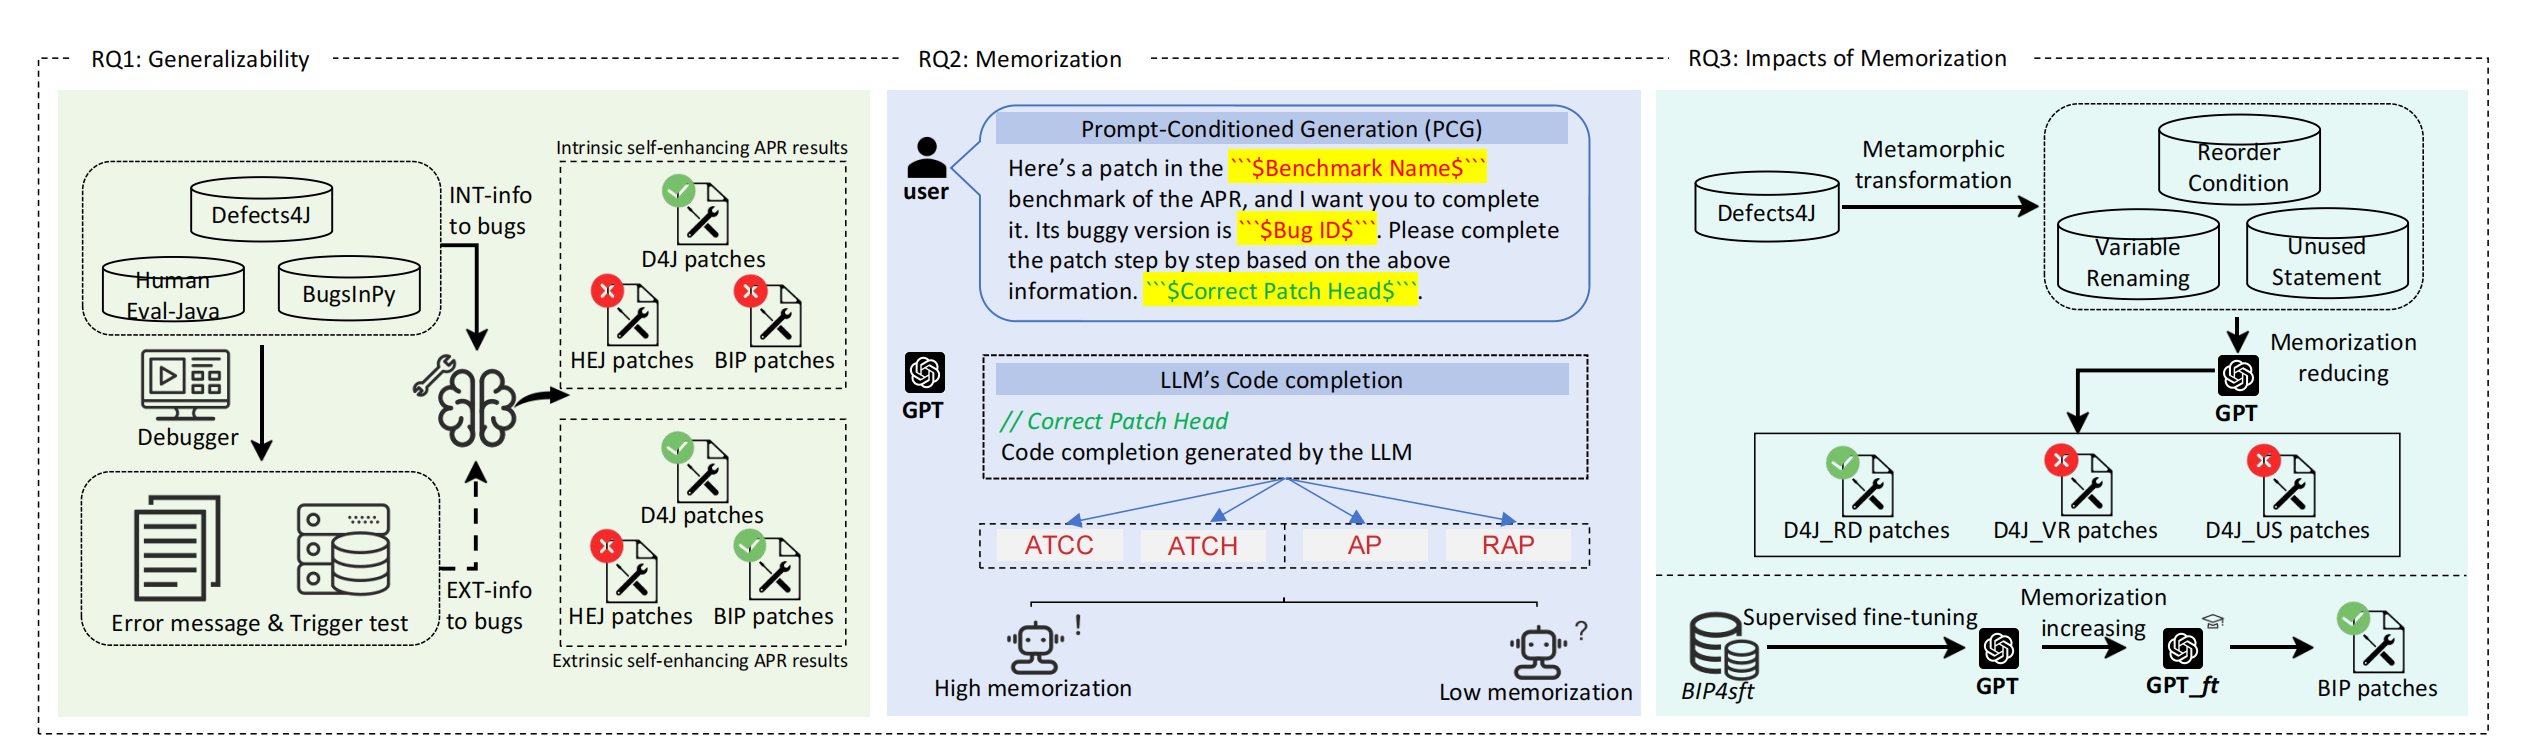 RQ1: Generalizability
Intrinsic self-enhancing APR results
Defects4J
Human
Eval-Java
BugsInPy
INT-info
to bugs
D4J patches
HEJ patches
BIP patches
Debugger
D4J patches
HEJ patches
BIP patches
Error message & Trigger test
EXT-info
to bugs
Extrinsic self-enhancing APR results
RQ2: Memorization
user
Prompt-Conditioned Generation (PCG)
Here’s a patch in the ```$Benchmark Name$```
benchmark of the APR, and I want you to complete
it. Its buggy version is ```$Bug ID$```. Please complete
the patch step by step based on the above
information. ```$Correct Patch Head$```.
GPT
LLM’s Code completion
// Correct Patch Head
Code completion generated by the LLM
ATCC
ATCH
AP
RAP
!
?
High memorization
Low memorization
RQ3: Impacts of Memorization
Defects4J
Metamorphic
transformation
Reorder
Condition
Variable
Renaming
Unused
Statement
Memorization
reducing
GPT
D4J_RD patches
D4J_VR patches
D4J_US patches
BIP4sft
Supervised fine-tuning
GPT
Memorization
increasing
GPT_ft
BIP patches